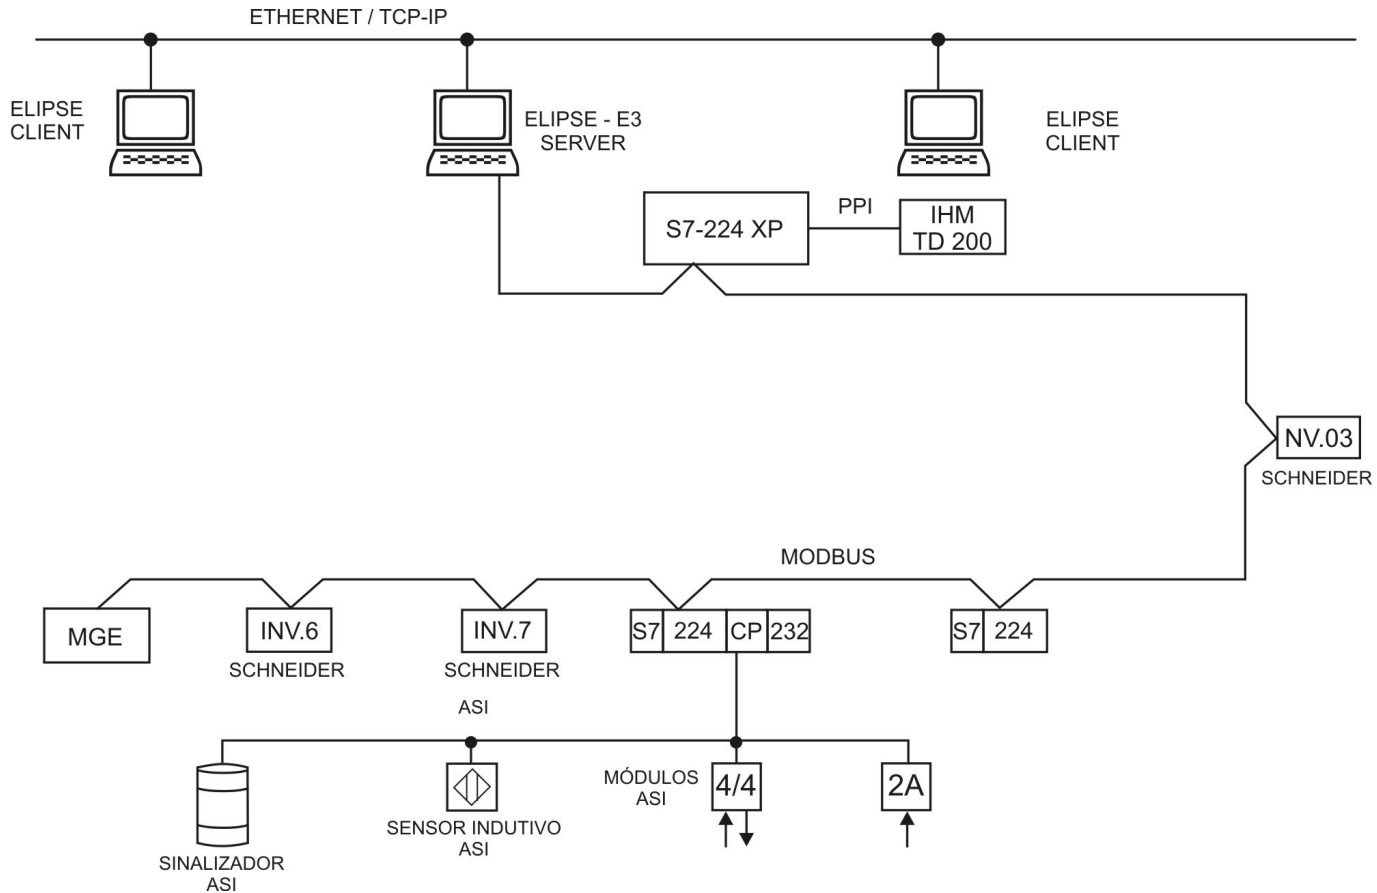 ETHERNET / TCP-IP
ELIPSE
CLIENT
ELIPSE - E3
SERVER
ELIPSE
CLIENT
S7-224 XP
PPI
IHM
TD 200
NV.03
SCHNEIDER
MODBUS
MGE
INV.6
SCHNEIDER
INV.7
SCHNEIDER
S7 224 CP 232
S7 224
ASI
SINALIZADOR
ASI
SENSOR INDUTIVO
ASI
MÓDULOS
ASI
4/4
2A